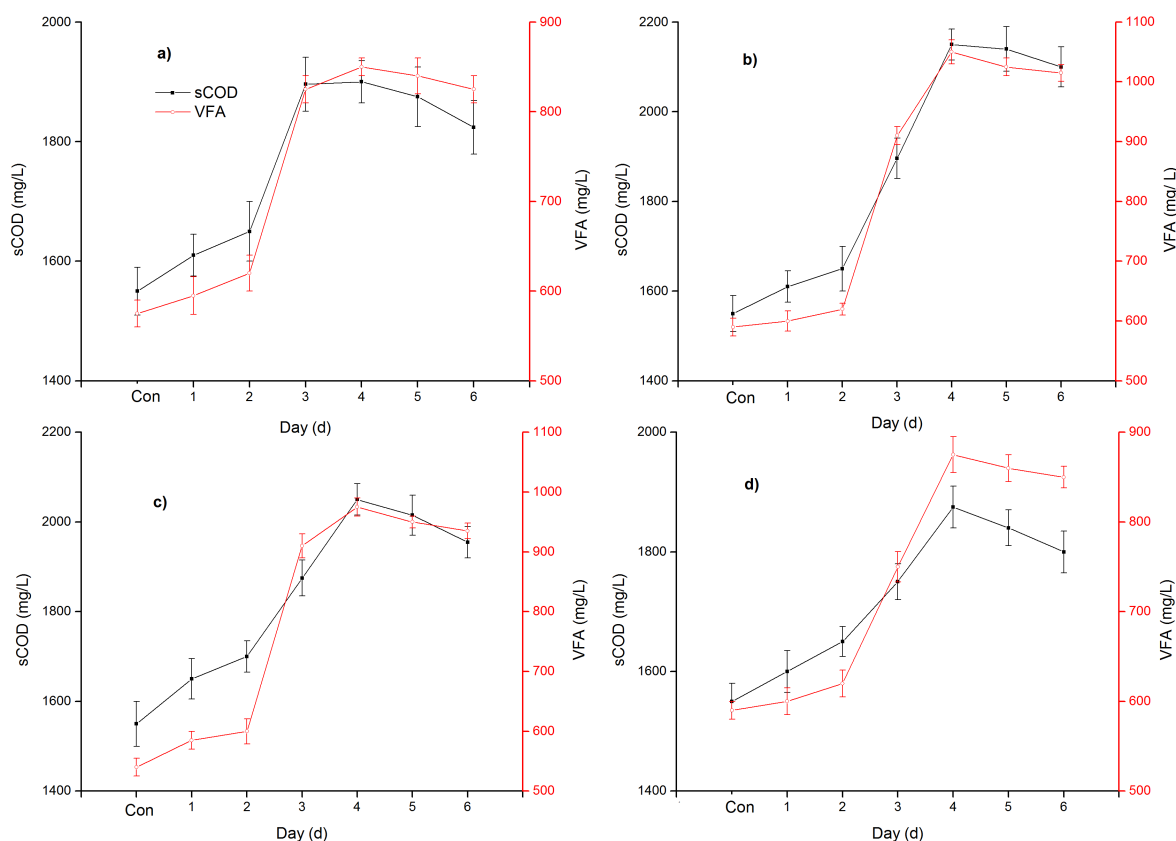 a)
sCOD
VFA
sCOD (mg/L)
2000
1800
1600
1400
VFA (mg/L)
900
800
700
600
500
Con 1 2 3 4 5 6
Day (d)
b)
sCOD (mg/L)
2200
2000
1800
1600
1400
VFA (mg/ L)
1100
1000
900
800
700
600
500
Con 1 2 3 4 5 6
Day (d)
c)
sCOD (mg/L)
2200
2000
1800
1600
1400
VFA (mg/L)
1100
1000
900
800
700
600
500
Con 1 2 3 4 5 6
Day (d)
d)
sCOD (mg/L)
2000
1800
1600
1400
VFA (mg/L)
900
800
700
600
500
Con 1 2 3 4 5 6
Day (d)